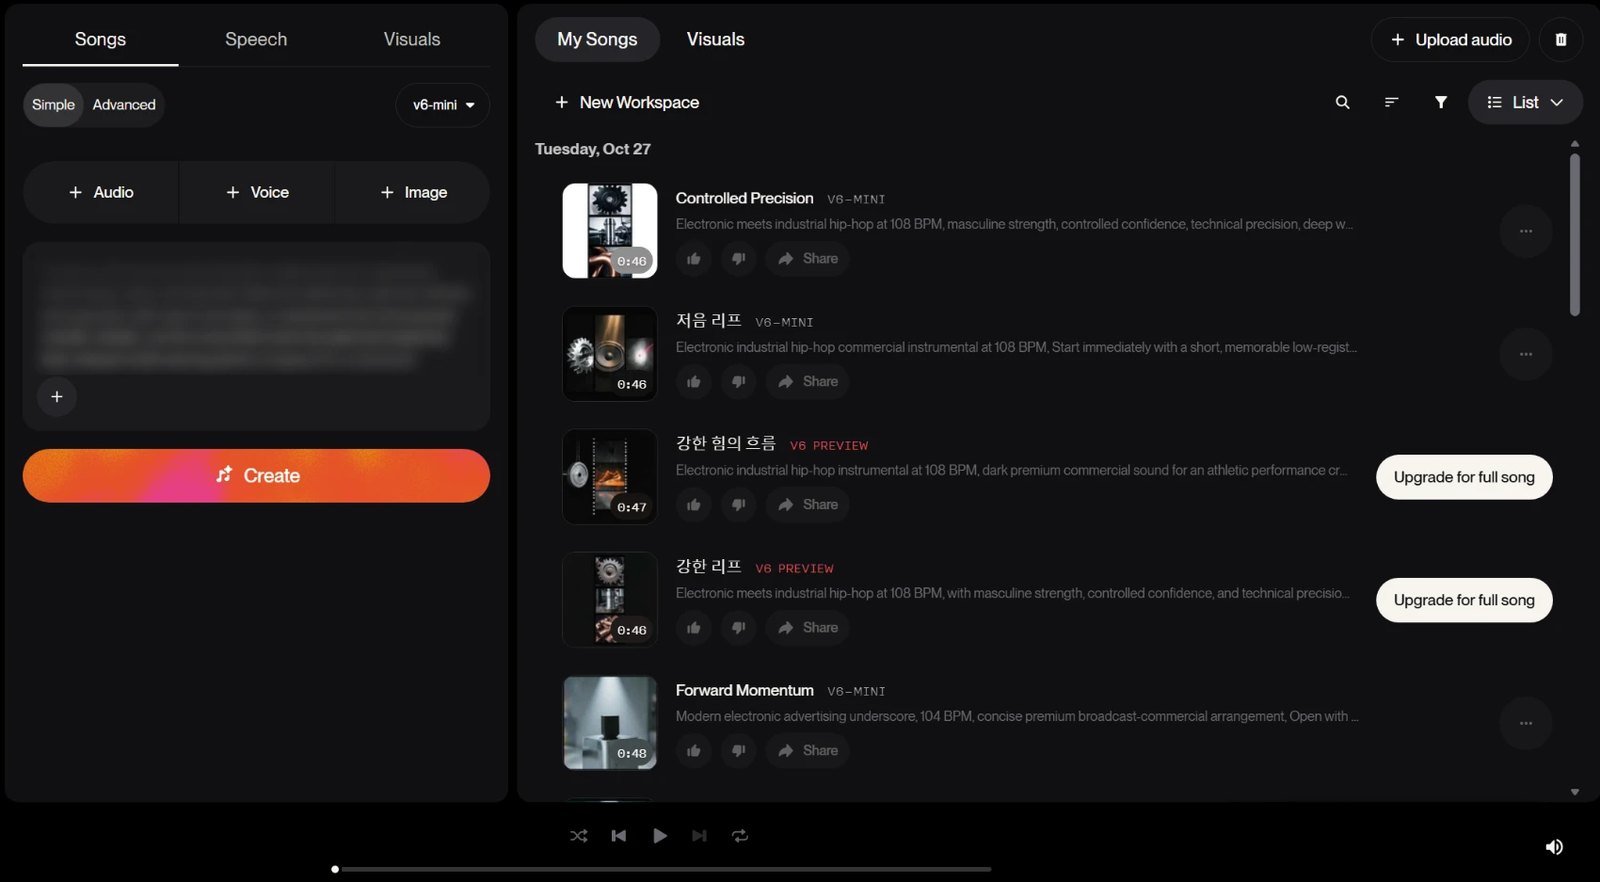 Songs Speech Visuals
Simple Advanced v6-mini
+ Audio + Voice + Image
+
Create
My Songs Visuals + Upload audio
+ New Workspace List
Tuesday, Oct 27
Controlled Precision V6-MINI
Electronic meets industrial hip-hop at 108 BPM, masculine strength, controlled confidence, technical precision, deep w...
0:46
Share
저음 리프 V6-MINI
Electronic industrial hip-hop commercial instrumental at 108 BPM, Start immediately with a short, memorable low-regist...
0:46
Share
강한 힘의 흐름 V6 PREVIEW
Electronic industrial hip-hop instrumental at 108 BPM, dark premium commercial sound for an athletic performance cr...
Upgrade for full song
0:47
Share
강한 리프 V6 PREVIEW
Electronic meets industrial hip-hop at 108 BPM, with masculine strength, controlled confidence, and technical precisio...
Upgrade for full song
0:46
Share
Forward Momentum V6-MINI
Modern electronic advertising underscore, 104 BPM, concise premium broadcast-commercial arrangement, Open with ...
0:48
Share